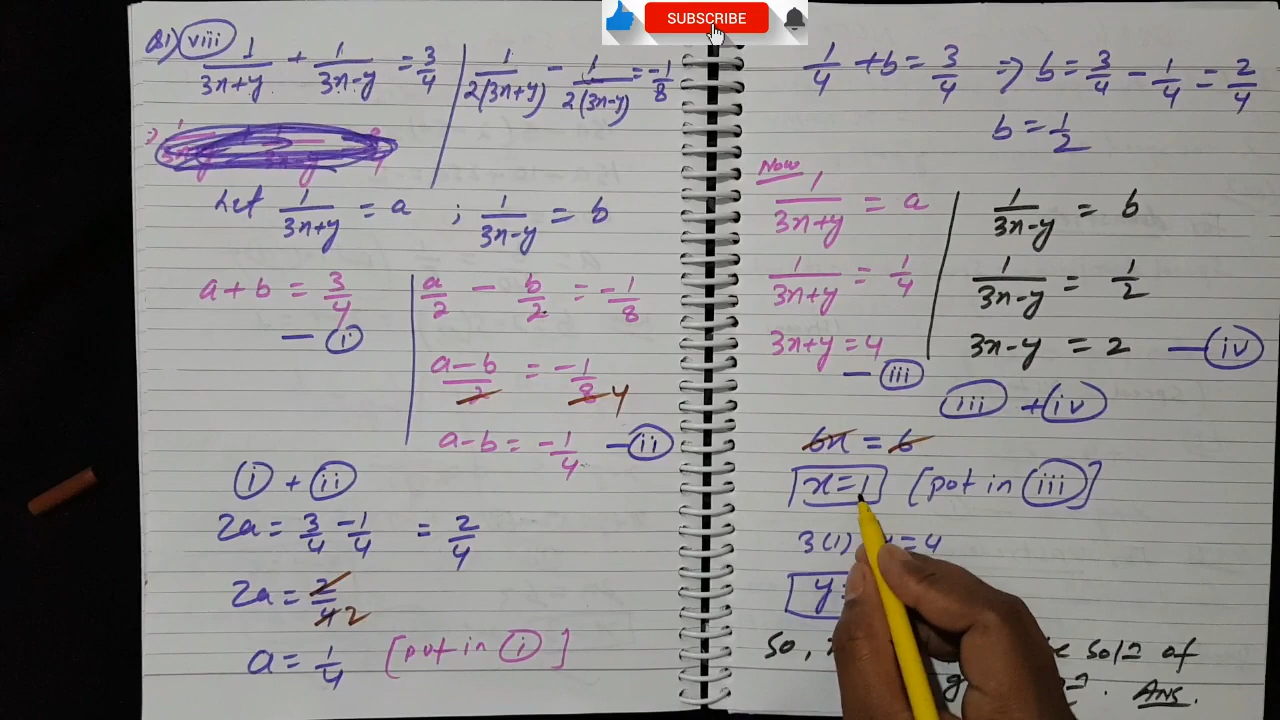 SUBSCRIBE
Q1) viii) 1/(3x+y) + 1/(3x-y) = 3/4 | 1/2(3x+y) - 1/2(3x-y) = -1/8
Let 1/(3x+y) = a ; 1/(3x-y) = b
a + b = 3/4 — (i) | a/2 - b/2 = -1/8
a-b/2 = -1/8 4
a-b = -1/4 — (ii)
(i) + (ii)
2a = 3/4 - 1/4 = 2/4
2a = 2/4 2
a = 1/4 [put in (i)]
1/4 + b = 3/4 => b = 3/4 - 1/4 = 2/4
b = 1/2
Now
1/(3x+y) = a | 1/(3x-y) = b
1/(3x+y) = 1/4 | 1/(3x-y) = 1/2
3x+y = 4 — (iii) | 3x-y = 2 — (iv)
(iii) + (iv)
6x = 6
x = 1 [put in (iii)]
3(1) = 4
y =
So, sol? of
Ans.